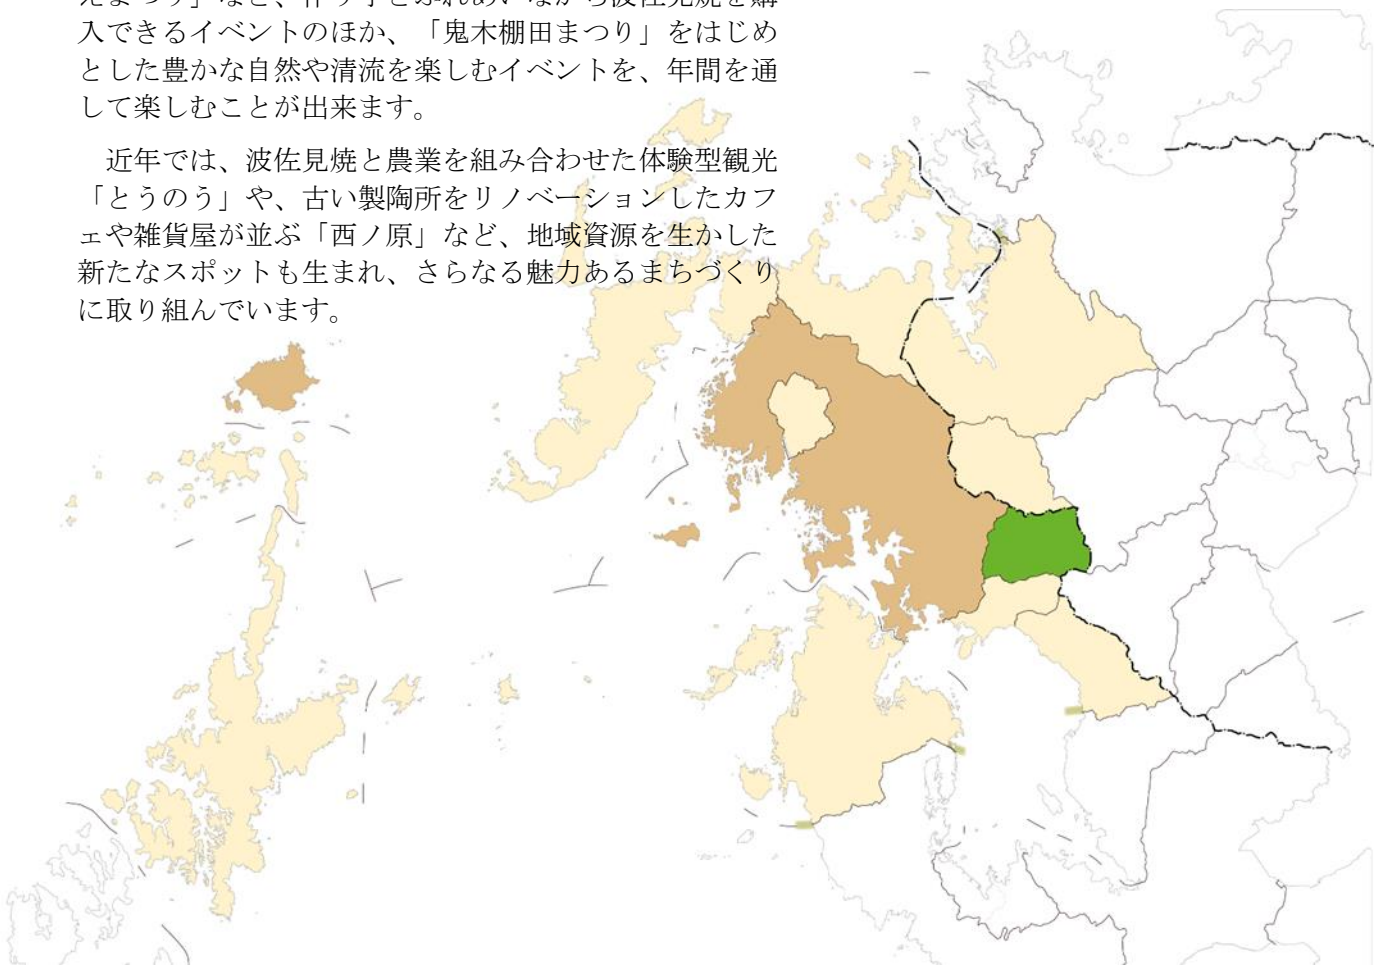 入できるイベントのほか、「鬼木棚田まつり」をはじめ
とした豊かな自然や清流を楽しむイベントを、年間を通
して楽しむことが出来ます。
近年では、波佐見焼と農業を組み合わせた体験型観光
「とうのう」や、古い製陶所をリノベーションしたカフ
ェや雑貨屋が並ぶ「西ノ原」など、地域資源を生かした
新たなスポットも生まれ、さらなる魅力あるまちづくり
に取り組んでいます。